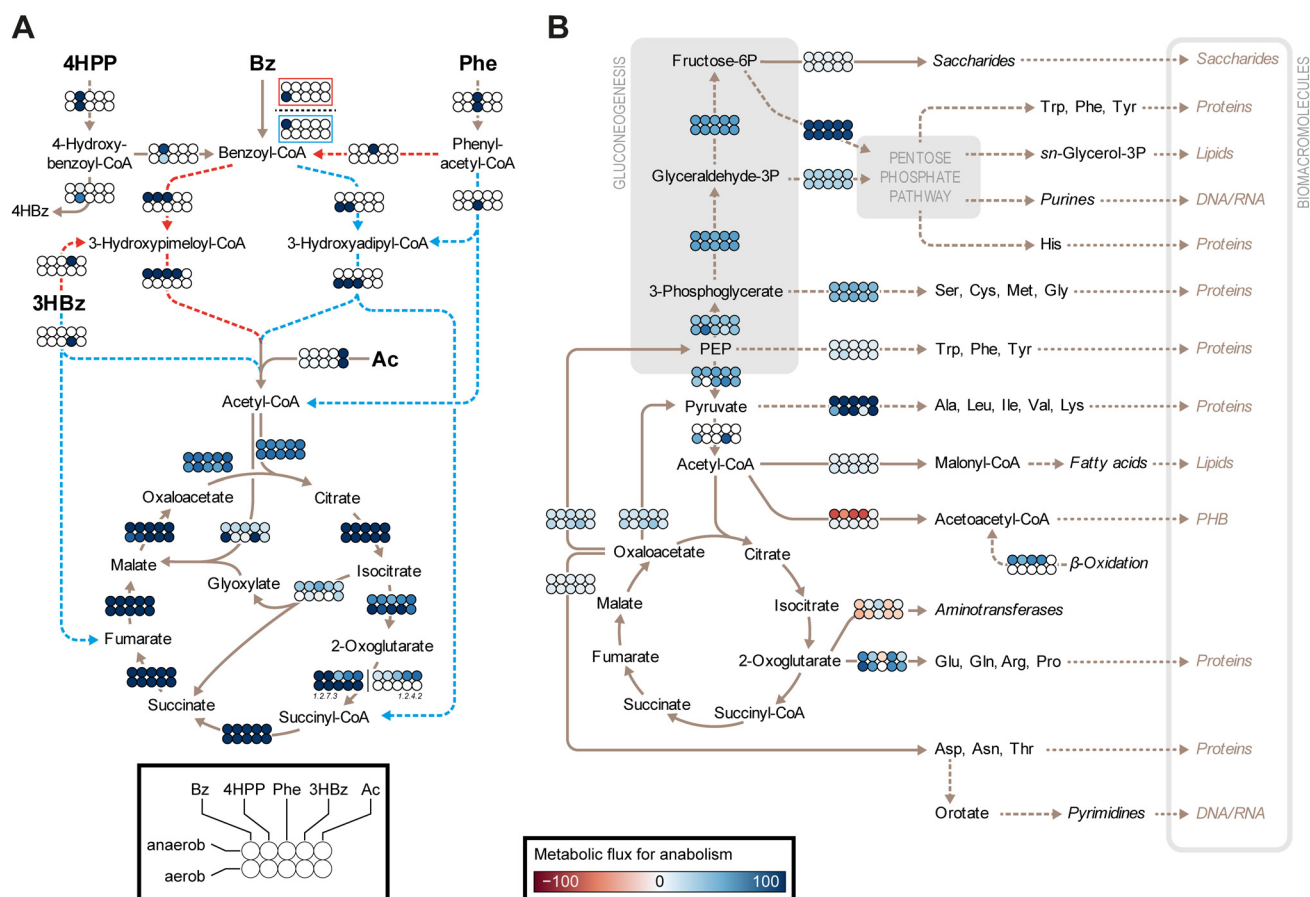 A
4HPP
Bz
Phe
4-Hydroxy-
benzoyl-CoA
Benzoyl-CoA
Phenyl-
acetyl-CoA
4HBz
3-Hydroxypimeloyl-CoA
3-Hydroxyadipyl-CoA
3HBz
Ac
Acetyl-CoA
Oxaloacetate
Citrate
Malate
Glyoxylate
Isocitrate
Fumarate
2-Oxoglutarate
1.2.7.3
1.2.4.2
Succinate
Succinyl-CoA
Bz
4HPP
Phe
3HBz
Ac
anaerob
aerob
B
GLUCONEOGENESIS
BIOMACROMOLECULES
Fructose-6P
Saccharides
Saccharides
Trp, Phe, Tyr
Proteins
PENTOSE
PHOSPHATE
PATHWAY
sn-Glycerol-3P
Lipids
Glyceraldehyde-3P
Purines
DNA/RNA
His
Proteins
3-Phosphoglycerate
Ser, Cys, Met, Gly
Proteins
PEP
Trp, Phe, Tyr
Proteins
Pyruvate
Ala, Leu, Ile, Val, Lys
Proteins
Acetyl-CoA
Malonyl-CoA
Fatty acids
Lipids
Acetoacetyl-CoA
PHB
β-Oxidation
Oxaloacetate
Citrate
Malate
Isocitrate
Aminotransferases
Fumarate
2-Oxoglutarate
Glu, Gln, Arg, Pro
Proteins
Succinate
Succinyl-CoA
Asp, Asn, Thr
Proteins
Orotate
Pyrimidines
DNA/RNA
Metabolic flux for anabolism
−100
0
100